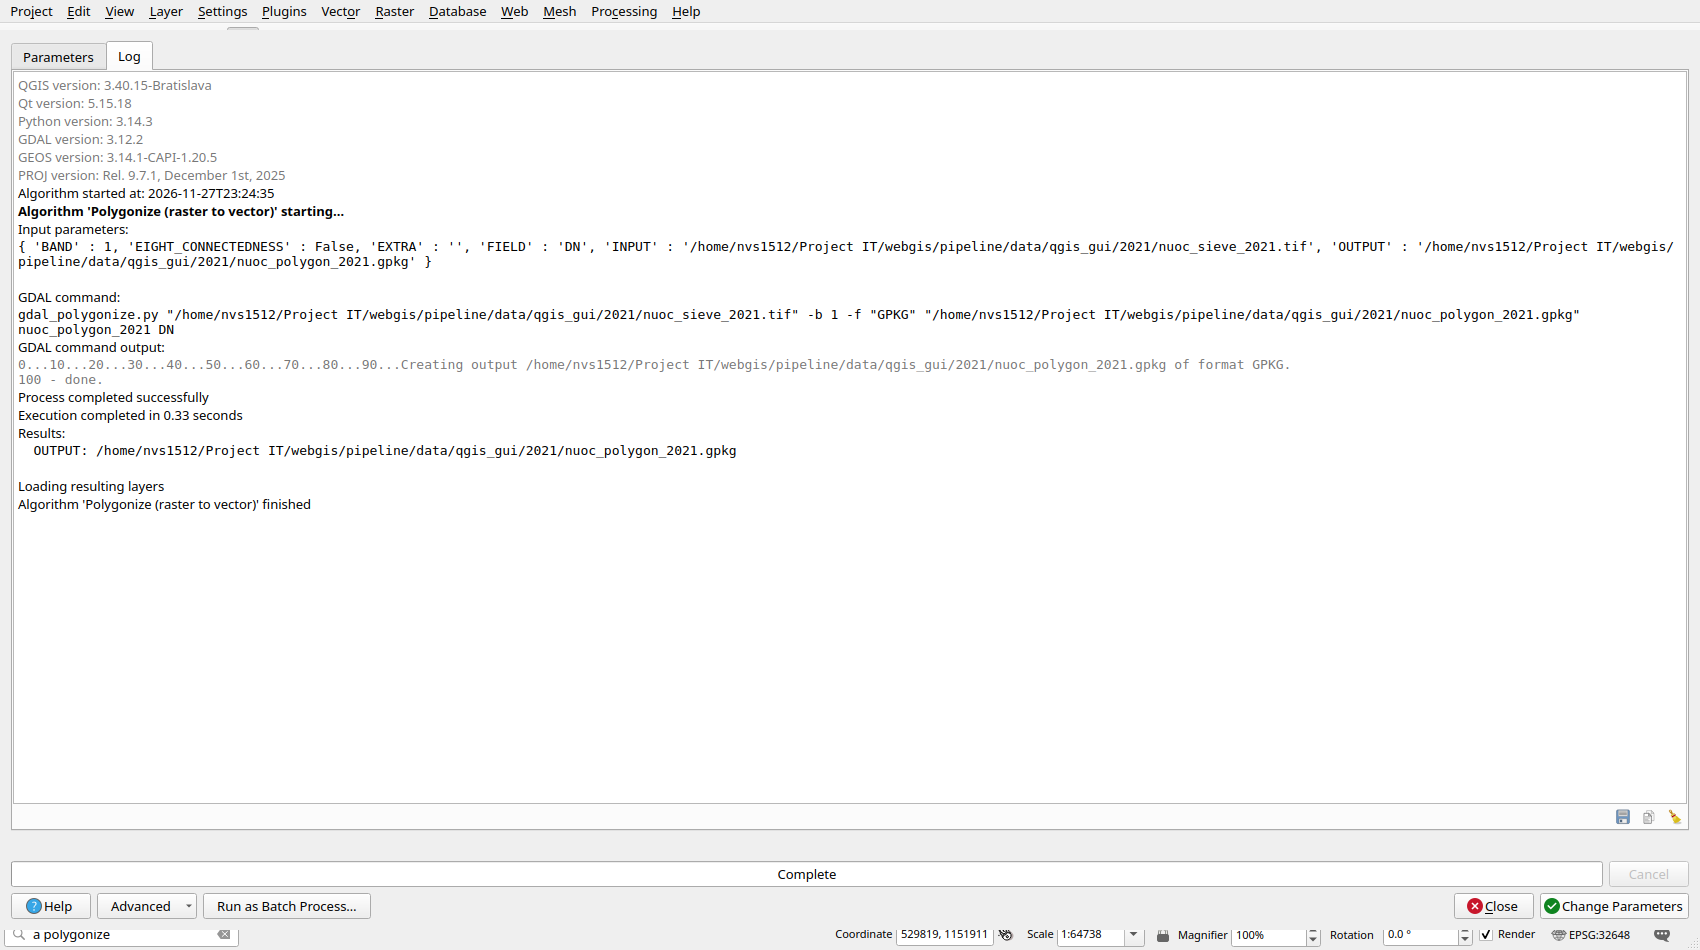 Project Edit View Layer Settings Plugins Vector Raster Database Web Mesh Processing Help
Parameters Log
QGIS version: 3.40.15-Bratislava
Qt version: 5.15.18
Python version: 3.14.3
GDAL version: 3.12.2
GEOS version: 3.14.1-CAPI-1.20.5
PROJ version: Rel. 9.7.1, December 1st, 2025
Algorithm started at: 2026-11-27T23:24:35
Algorithm 'Polygonize (raster to vector)' starting...
Input parameters:
{ 'BAND' : 1, 'EIGHT_CONNECTEDNESS' : False, 'EXTRA' : '', 'FIELD' : 'DN', 'INPUT' : '/home/nvs1512/Project IT/webgis/pipeline/data/qgis_gui/2021/nuoc_sieve_2021.tif', 'OUTPUT' : '/home/nvs1512/Project IT/webgis/
pipeline/data/qgis_gui/2021/nuoc_polygon_2021.gpkg' }
GDAL command:
gdal_polygonize.py "/home/nvs1512/Project IT/webgis/pipeline/data/qgis_gui/2021/nuoc_sieve_2021.tif" -b 1 -f "GPKG" "/home/nvs1512/Project IT/webgis/pipeline/data/qgis_gui/2021/nuoc_polygon_2021.gpkg"
nuoc_polygon_2021 DN
GDAL command output:
0...10...20...30...40...50...60...70...80...90...Creating output /home/nvs1512/Project IT/webgis/pipeline/data/qgis_gui/2021/nuoc_polygon_2021.gpkg of format GPKG.
100 - done.
Process completed successfully
Execution completed in 0.33 seconds
Results:
OUTPUT: /home/nvs1512/Project IT/webgis/pipeline/data/qgis_gui/2021/nuoc_polygon_2021.gpkg
Loading resulting layers
Algorithm 'Polygonize (raster to vector)' finished
Complete Cancel
Help Advanced Run as Batch Process... Close Change Parameters
a polygonize Coordinate 529819, 1151911 Scale 1:64738 Magnifier 100% Rotation 0.0 ° Render EPSG:32648